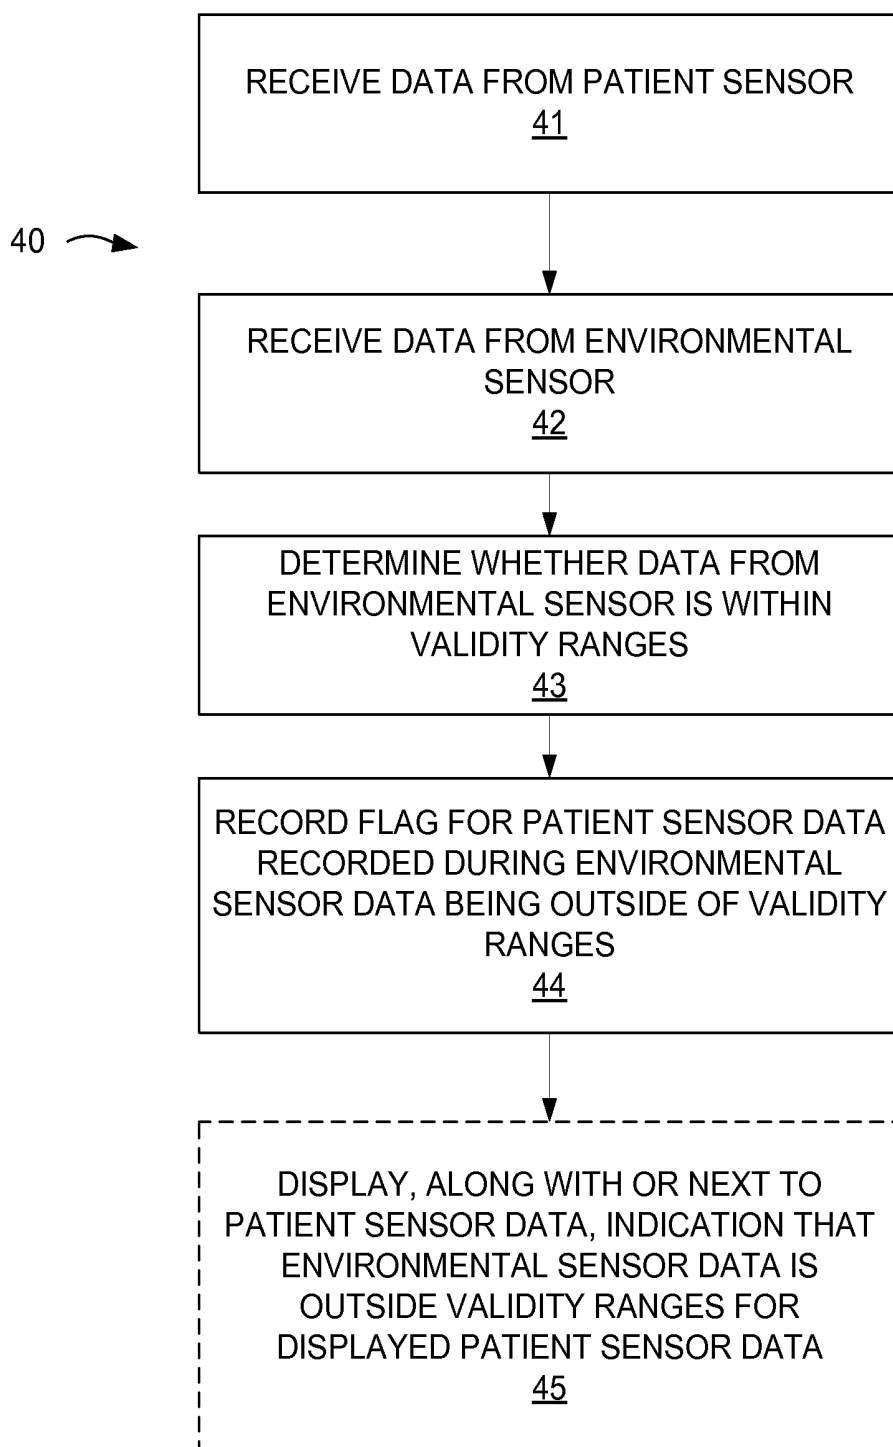 RECEIVE DATA FROM PATIENT SENSOR
41
40
RECEIVE DATA FROM ENVIRONMENTAL
SENSOR
42
DETERMINE WHETHER DATA FROM
ENVIRONMENTAL SENSOR IS WITHIN
VALIDITY RANGES
43
RECORD FLAG FOR PATIENT SENSOR DATA
RECORDED DURING ENVIRONMENTAL
SENSOR DATA BEING OUTSIDE OF VALIDITY
RANGES
44
DISPLAY, ALONG WITH OR NEXT TO
PATIENT SENSOR DATA, INDICATION THAT
ENVIRONMENTAL SENSOR DATA IS
OUTSIDE VALIDITY RANGES FOR
DISPLAYED PATIENT SENSOR DATA
45